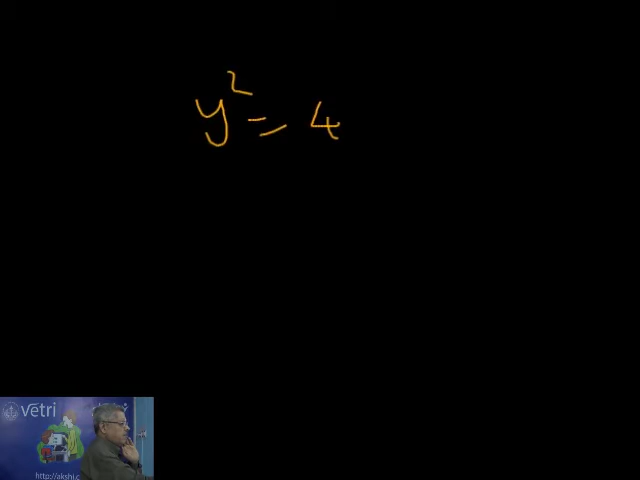 y² = 4
vetri
http://akshi.c